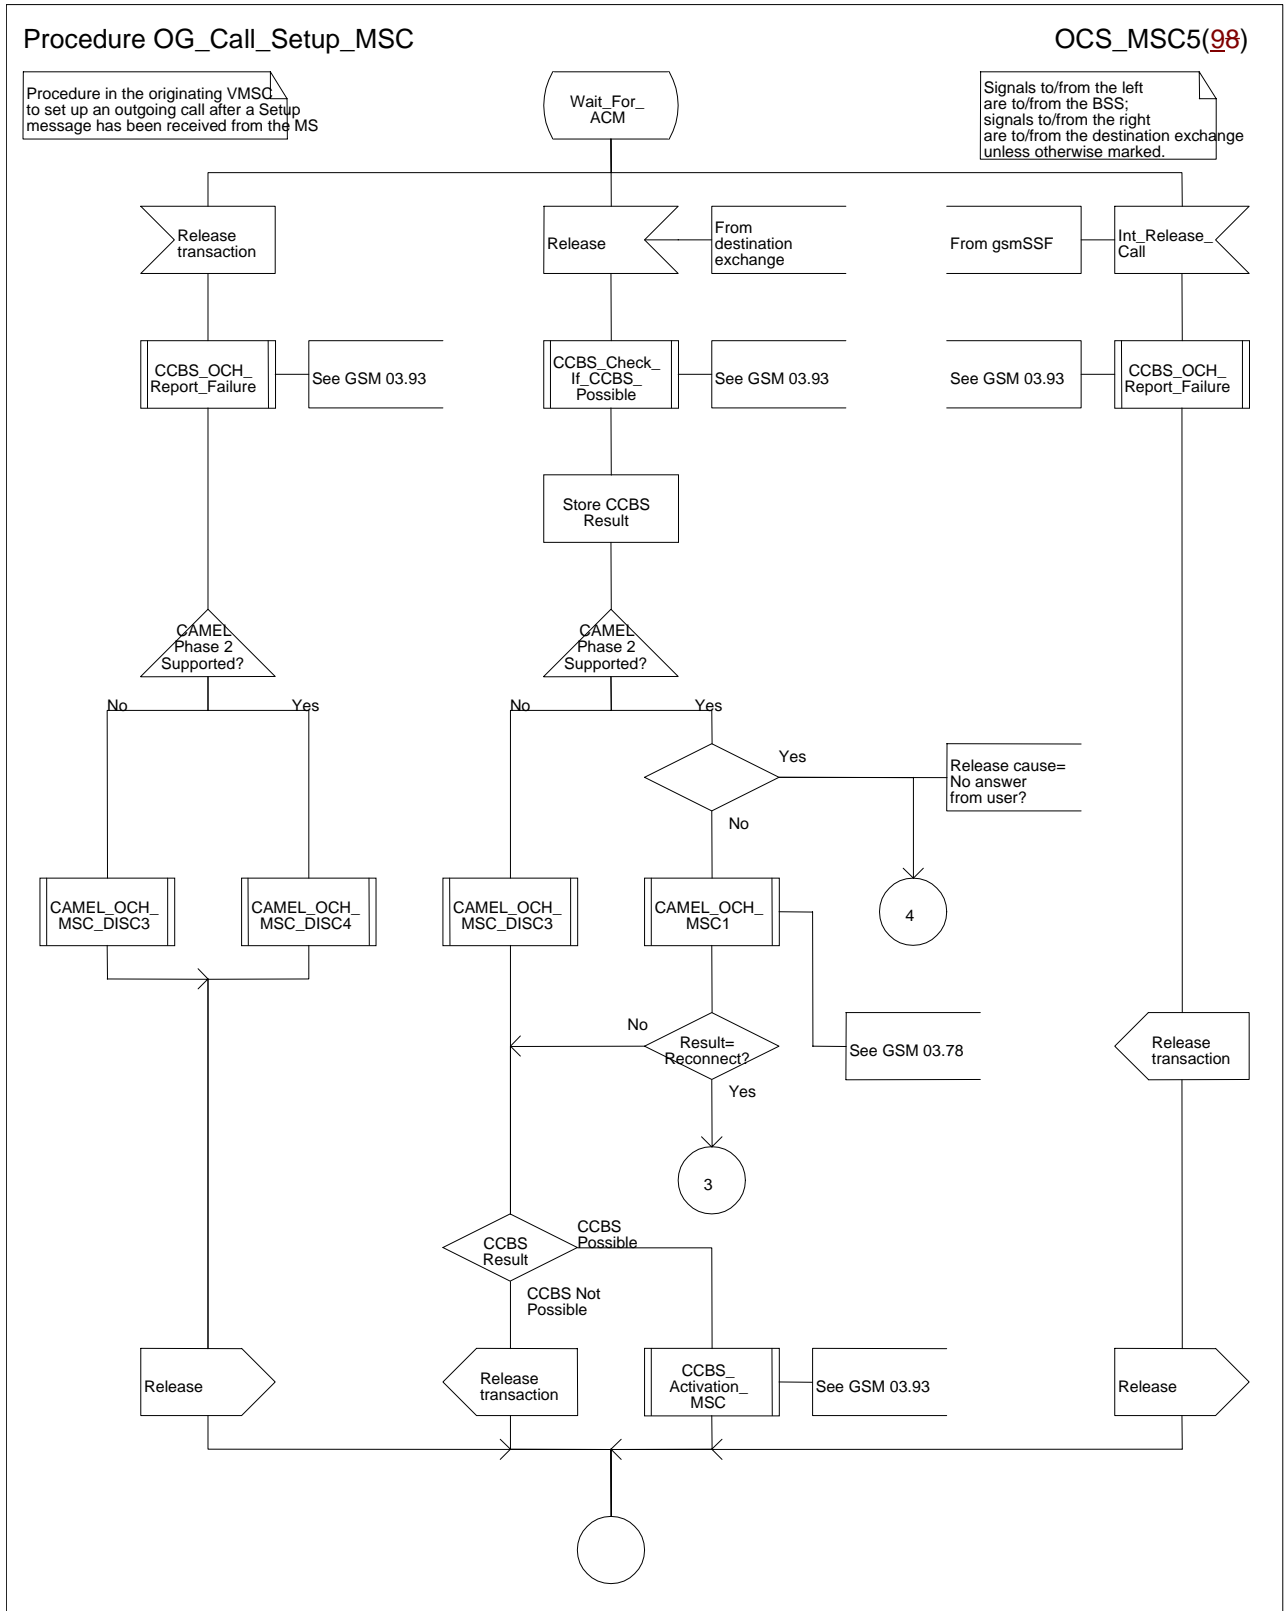 Procedure OG_Call_Setup_MSC
OCS_MSC5(98)
Procedure in the originating VMSC
to set up an outgoing call after a Setup
message has been received from the MS
Wait_For_
ACM
Signals to/from the left
are to/from the BSS;
signals to/from the right
are to/from the destination exchange
unless otherwise marked.
Release
transaction
Release
From
destination
exchange
From gsmSSF
Int_Release_
Call
CCBS_OCH_
Report_Failure
See GSM 03.93
CCBS_Check_
If_CCBS_
Possible
See GSM 03.93
See GSM 03.93
CCBS_OCH_
Report_Failure
Store CCBS
Result
CAMEL
Phase 2
Supported?
CAMEL
Phase 2
Supported?
No
Yes
No
Yes
Yes
Release cause=
No answer
from user?
No
CAMEL_OCH_
MSC_DISC3
CAMEL_OCH_
MSC_DISC4
CAMEL_OCH_
MSC_DISC3
CAMEL_OCH_
MSC1
4
No
Result=
Reconnect?
See GSM 03.78
Release
transaction
Yes
3
CCBS
Result
CCBS
Possible
CCBS Not
Possible
Release
Release
transaction
CCBS_
Activation_
MSC
See GSM 03.93
Release